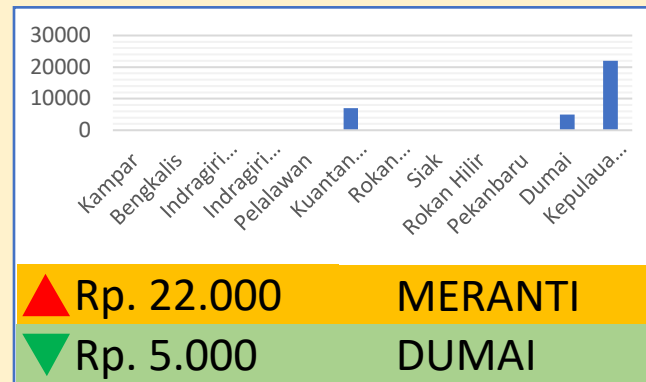 30000
20000
10000
0
Kampar
Bengkalis
Indragiri...
Indragiri...
Pelalawan
Kuantan...
Rokan...
Siak
Rokan Hilir
Pekanbaru
Dumai
Kepulaua...
Rp. 22.000 MERANTI
Rp. 5.000 DUMAI